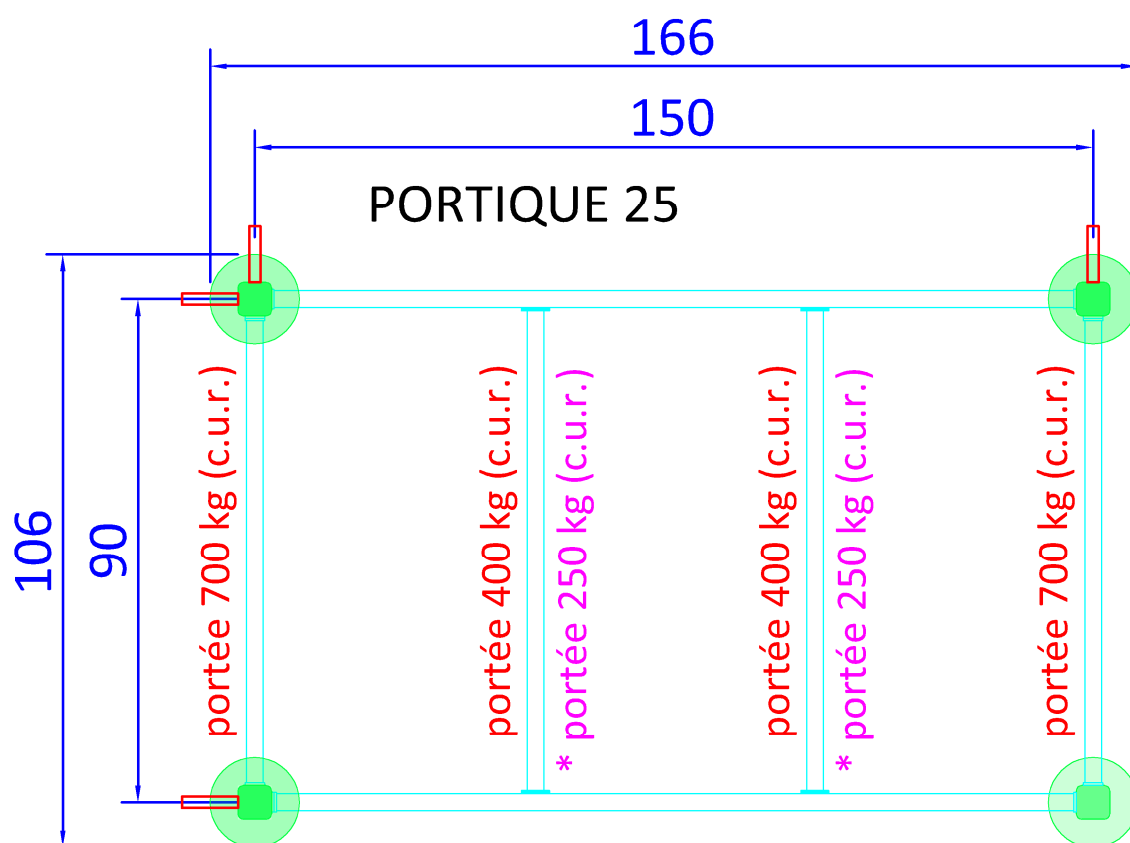 166
150
PORTIQUE 25
106
90
portée 700 kg (c.u.r.)
portée 400 kg (c.u.r.)
* portée 250 kg (c.u.r.)
portée 400 kg (c.u.r.)
* portée 250 kg (c.u.r.)
portée 700 kg (c.u.r.)